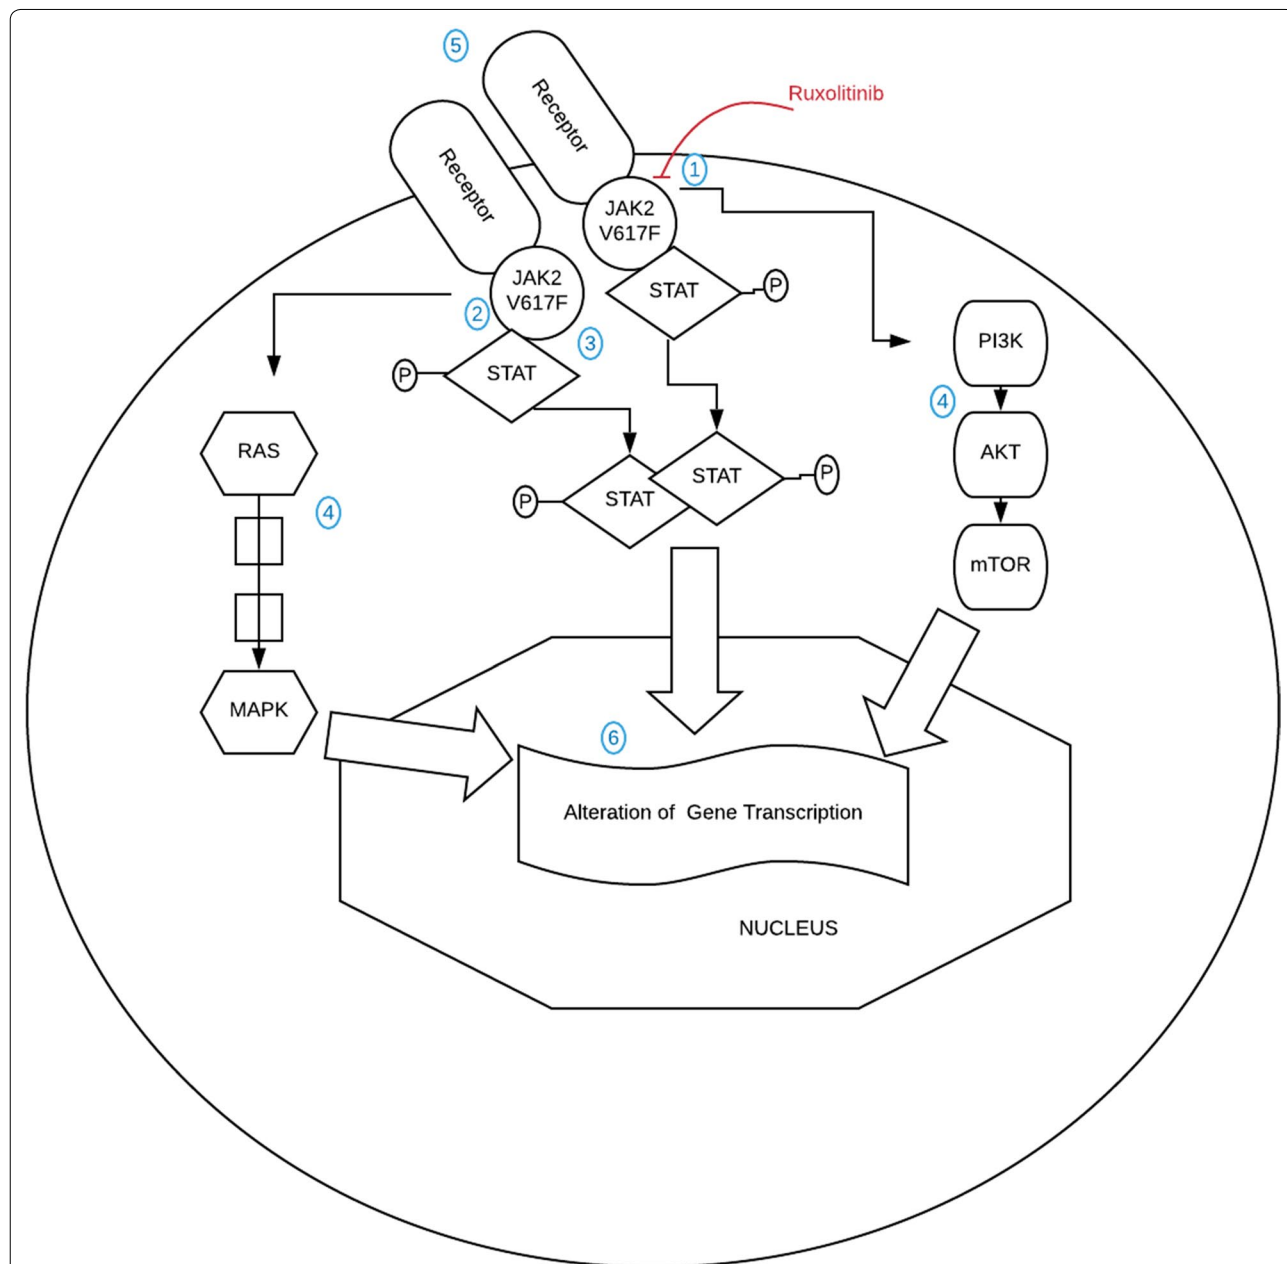 5
Receptor
Ruxolitinib
Receptor
1
JAK2
V617F
JAK2
V617F
STAT
P
2
3
PI3K
STAT
P
4
AKT
RAS
STAT
P
STAT
P
4
mTOR
MAPK
6
Alteration of Gene Transcription
NUCLEUS